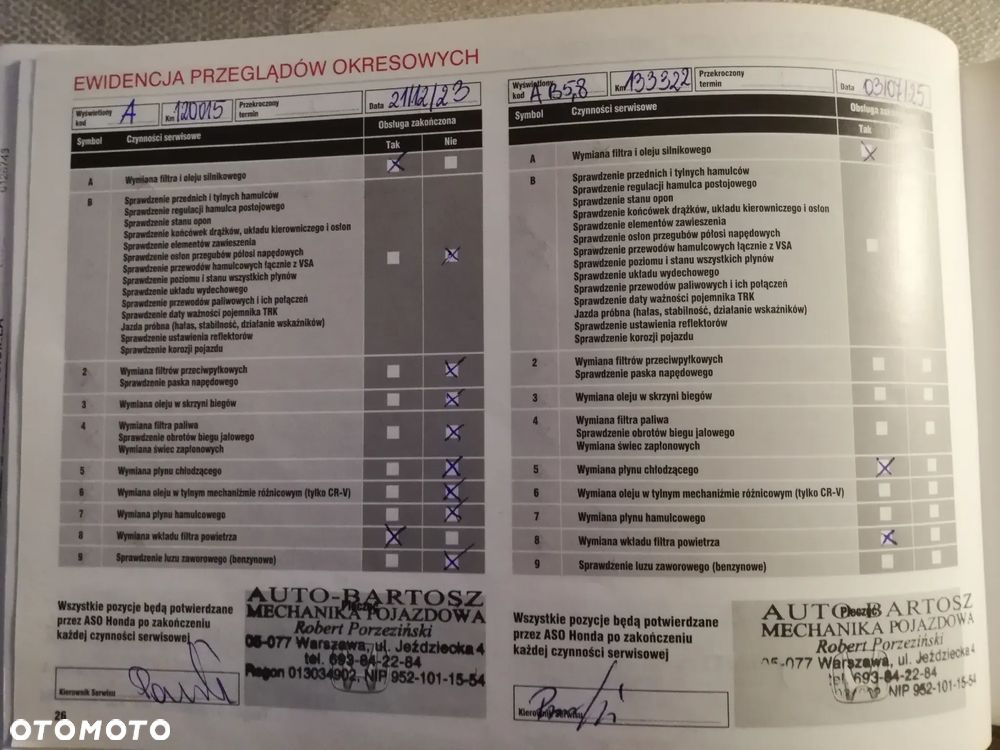 EWIDENCJA PRZEGLĄDÓW OKRESOWYCH
Wyświetlony kod A Km 120015 Przekroczony termin Data 21/12/23
Symbol Czynności serwisowe Obsługa zakończona
Tak Nie
A Wymiana filtra i oleju silnikowego
B Sprawdzenie przednich i tylnych hamulców
Sprawdzenie regulacji hamulca postojowego
Sprawdzenie stanu opon
Sprawdzenie końcówek drążków, układu kierowniczego i osłon
Sprawdzenie elementów zawieszenia
Sprawdzenie osłon przegubów półosi napędowych
Sprawdzenie przewodów hamulcowych łącznie z VSA
Sprawdzenie poziomu i stanu wszystkich płynów
Sprawdzenie układu wydechowego
Sprawdzenie przewodów paliwowych i ich połączeń
Sprawdzenie daty ważności pojemnika TRK
Jazda próbna (hałas, stabilność, działanie wskaźników)
Sprawdzenie ustawienia reflektorów
Sprawdzenie korozji pojazdu
2 Wymiana filtrów przeciwpyłkowych
Sprawdzenie paska napędowego
3 Wymiana oleju w skrzyni biegów
4 Wymiana filtra paliwa
Sprawdzenie obrotów biegu jałowego
Wymiana świec zapłonowych
5 Wymiana płynu chłodzącego
6 Wymiana oleju w tylnym mechaniźmie różnicowym (tylko CR-V)
7 Wymiana płynu hamulcowego
8 Wymiana wkładu filtra powietrza
9 Sprawdzenie luzu zaworowego (benzynowe)
Wszystkie pozycje będą potwierdzane
przez ASO Honda po zakończeniu
każdej czynności serwisowej
Kierownik Serwisu
Pieczęć
AUTO-BARTOSZ
MECHANIKA POJAZDOWA
Robert Porzeziński
05-077 Warszawa, ul. Jeździecka 4
tel. 693-84-22-84
Regon 013034902, NIP 952-101-15-54
26
Wyświetlony kod A B5,8 Km 133322 Przekroczony termin Data 03/07/25
Symbol Czynności serwisowe Obsługa
Tak
A Wymiana filtra i oleju silnikowego
B Sprawdzenie przednich i tylnych hamulców
Sprawdzenie regulacji hamulca postojowego
Sprawdzenie stanu opon
Sprawdzenie końcówek drążków, układu kierowniczego i osłon
Sprawdzenie elementów zawieszenia
Sprawdzenie osłon przegubów półosi napędowych
Sprawdzenie przewodów hamulcowych łącznie z VSA
Sprawdzenie poziomu i stanu wszystkich płynów
Sprawdzenie układu wydechowego
Sprawdzenie przewodów paliwowych i ich połączeń
Sprawdzenie daty ważności pojemnika TRK
Jazda próbna (hałas, stabilność, działanie wskaźników)
Sprawdzenie ustawienia reflektorów
Sprawdzenie korozji pojazdu
2 Wymiana filtrów przeciwpyłkowych
Sprawdzenie paska napędowego
3 Wymiana oleju w skrzyni biegów
4 Wymiana filtra paliwa
Sprawdzenie obrotów biegu jałowego
Wymiana świec zapłonowych
5 Wymiana płynu chłodzącego
6 Wymiana oleju w tylnym mechaniźmie różnicowym (tylko CR-V)
7 Wymiana płynu hamulcowego
8 Wymiana wkładu filtra powietrza
9 Sprawdzenie luzu zaworowego (benzynowe)
Wszystkie pozycje będą potwierdzane
przez ASO Honda po zakończeniu
każdej czynności serwisowej
Kierownik Serwisu
Pieczęć
AUTO-BARTOSZ
MECHANIKA POJAZDOWA
Robert Porzeziński
05-077 Warszawa, ul. Jeździecka 4
tel. 693-84-22-84
NIP 952-101-15-54
OTOMOTO